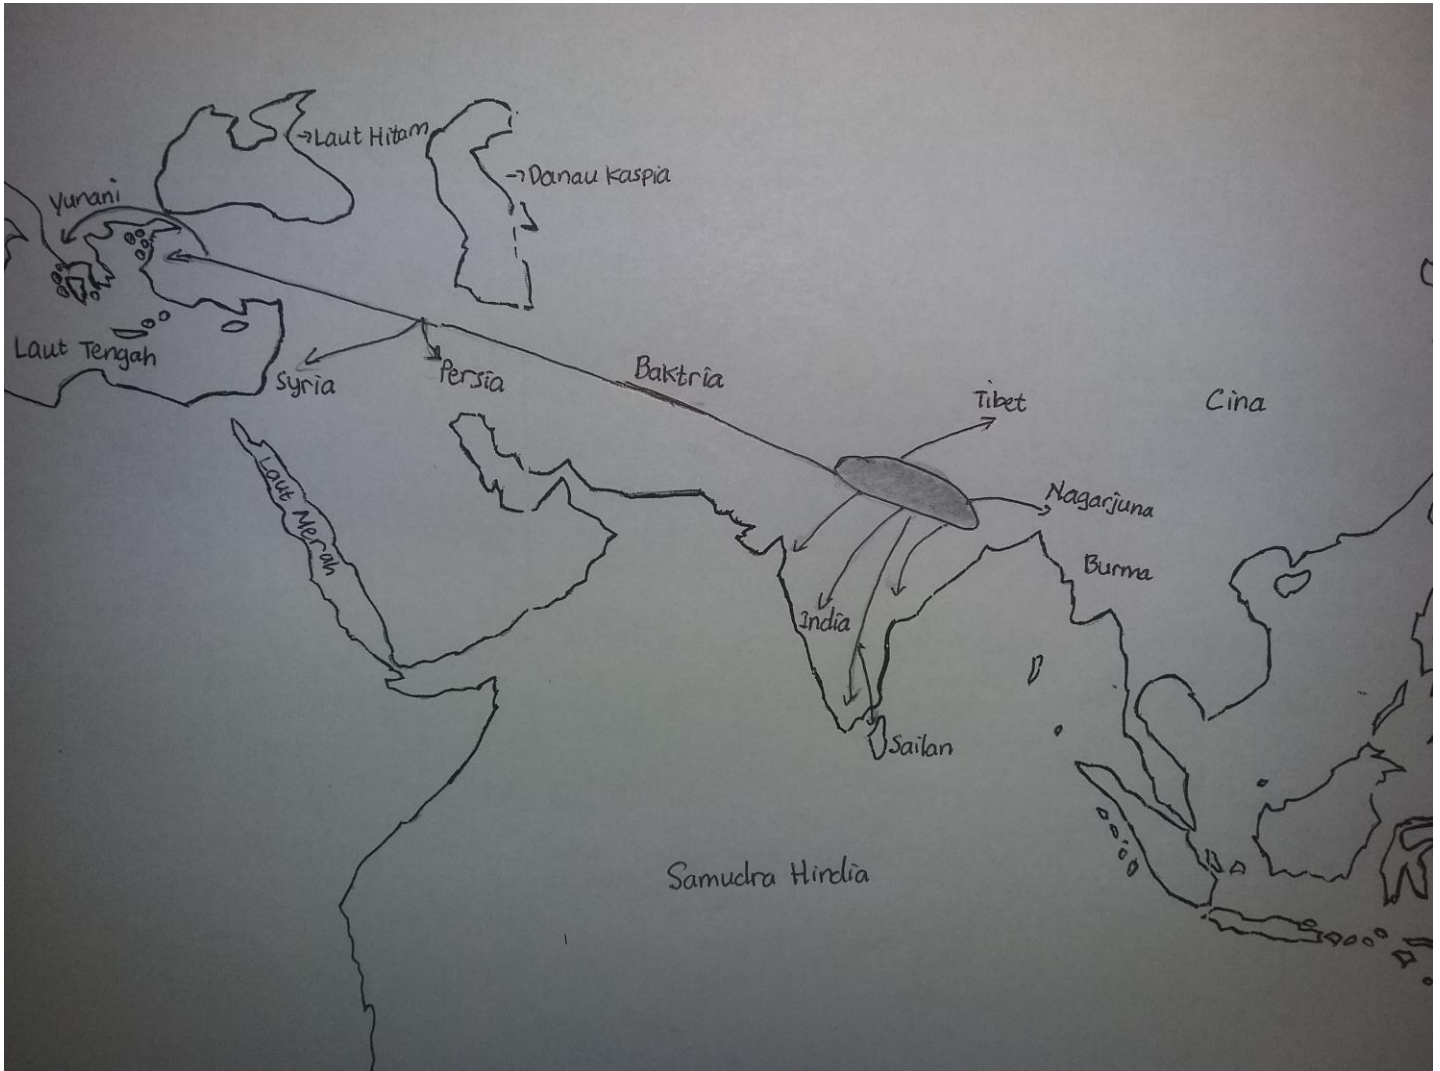 Laut Hitam
Danau Kaspia
Yunani
Laut Tengah
Syria
Persia
Baktria
Tibet
Cina
Laut Merah
Nagarjuna
Burma
India
Sailan
Samudra Hindia